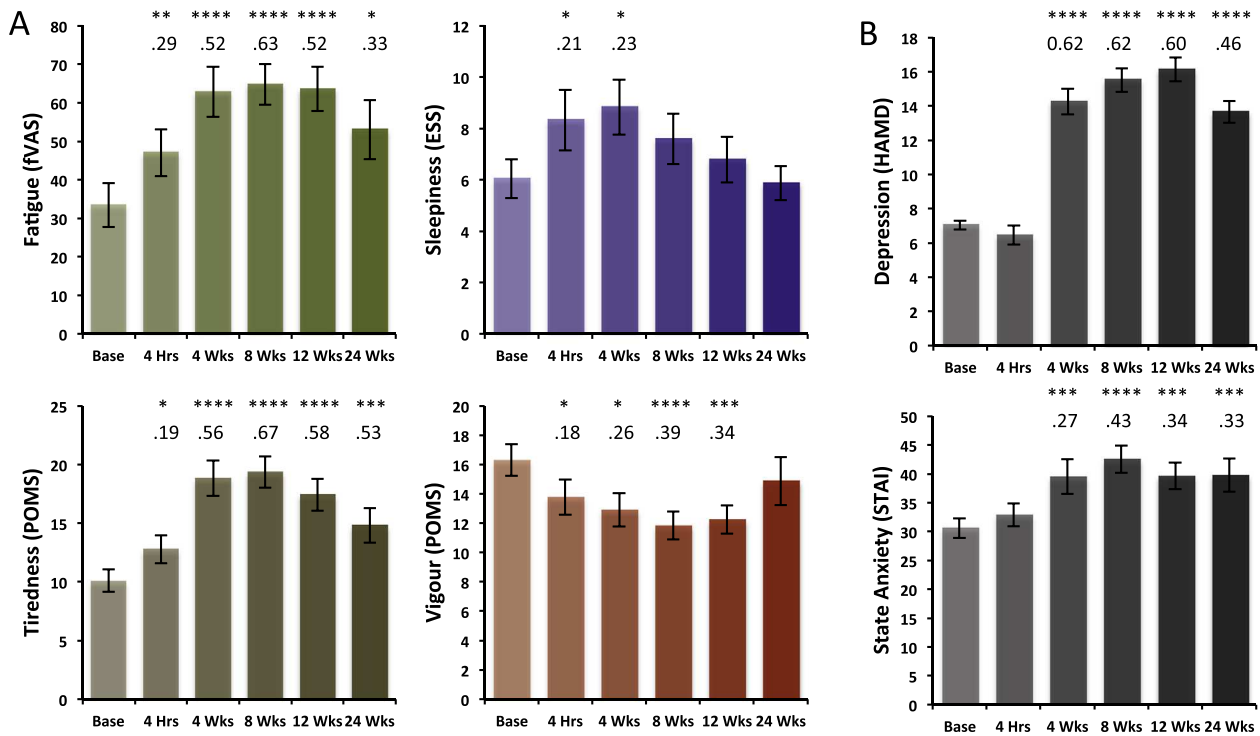 A
Fatigue (fVAS)
** **** **** **** *
.29 .52 .63 .52 .33
80
70
60
50
40
30
20
10
0
Base 4 Hrs 4 Wks 8 Wks 12 Wks 24 Wks
Sleepiness (ESS)
* *
.21 .23
12
10
8
6
4
2
0
Base 4 Hrs 4 Wks 8 Wks 12 Wks 24 Wks
Tiredness (POMS)
* **** **** **** ***
.19 .56 .67 .58 .53
25
20
15
10
5
0
Base 4 Hrs 4 Wks 8 Wks 12 Wks 24 Wks
Vigour (POMS)
* * **** ***
.18 .26 .39 .34
20
18
16
14
12
10
8
6
4
2
0
Base 4 Hrs 4 Wks 8 Wks 12 Wks 24 Wks
B
Depression (HAMD)
**** **** **** ****
0.62 .62 .60 .46
18
16
14
12
10
8
6
4
2
0
Base 4 Hrs 4 Wks 8 Wks 12 Wks 24 Wks
State Anxiety (STAI)
*** **** *** ***
.27 .43 .34 .33
50
45
40
35
30
25
20
15
10
5
0
Base 4 Hrs 4 Wks 8 Wks 12 Wks 24 Wks